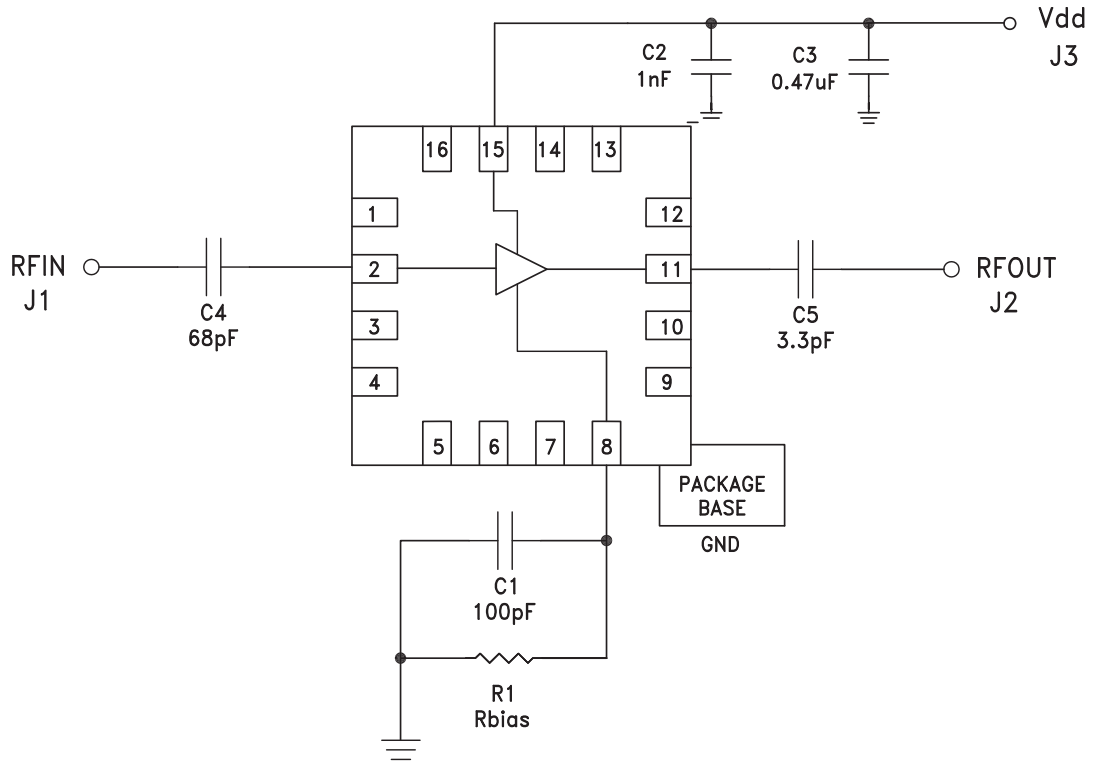 Vdd
J3
C2
1nF
C3
0.47uF
16 15 14 13
1
12
RFIN
J1
2
11
RFOUT
J2
C4
68pF
3
10
C5
3.3pF
4
9
5 6 7 8
PACKAGE
BASE
GND
C1
100pF
R1
Rbias